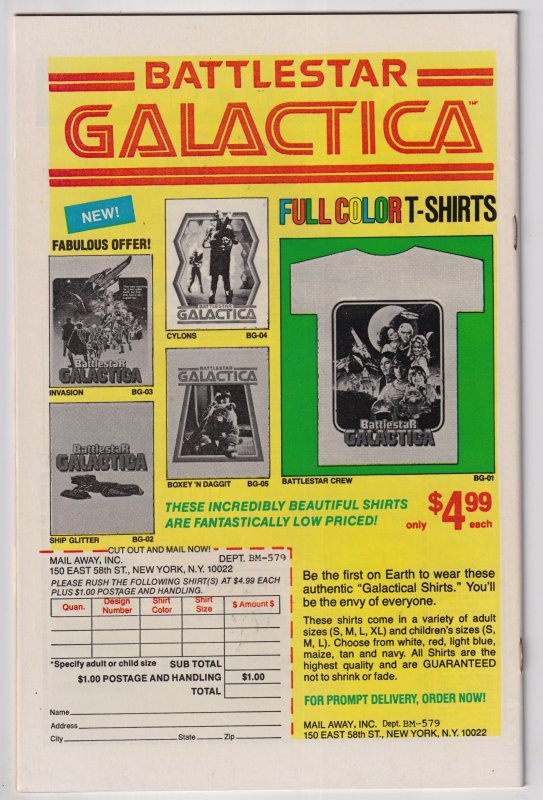 BATTLESTAR
GALACTICA™
NEW!
FABULOUS OFFER!
FULL COLOR T-SHIRTS
BattlestaR
GALACTICA
INVASION BG-03
BATTLESTAR
GALACTICA
CYLONS BG-04
BattlestaR
GALACTICA
SHIP GLITTER BG-02
BATTLESTAR
GALACTICA
BOXEY 'N DAGGIT BG-05
BattlestaR
GALACTICA
BATTLESTAR CREW BG-01
THESE INCREDIBLY BEAUTIFUL SHIRTS
ARE FANTASTICALLY LOW PRICED!
only $4.99 each
CUT OUT AND MAIL NOW!
MAIL AWAY, INC. DEPT. BM-579
150 EAST 58th ST., NEW YORK, N.Y. 10022
PLEASE RUSH THE FOLLOWING SHIRT(S) AT $4.99 EACH
PLUS $1.00 POSTAGE AND HANDLING.
Quan. Design Number Shirt Color Shirt Size $ Amount $
*Specify adult or child size SUB TOTAL
$1.00 POSTAGE AND HANDLING $1.00
TOTAL
Name
Address
City State Zip
Be the first on Earth to wear these
authentic "Galactical Shirts." You'll
be the envy of everyone.
These shirts come in a variety of adult
sizes (S, M, L, XL) and children's sizes (S,
M, L). Choose from white, red, light blue,
maize, tan and navy. All Shirts are the
highest quality and are GUARANTEED
not to shrink or fade.
FOR PROMPT DELIVERY, ORDER NOW!
MAIL AWAY, INC. Dept. BM-579
150 EAST 58th ST., NEW YORK, N.Y. 10022